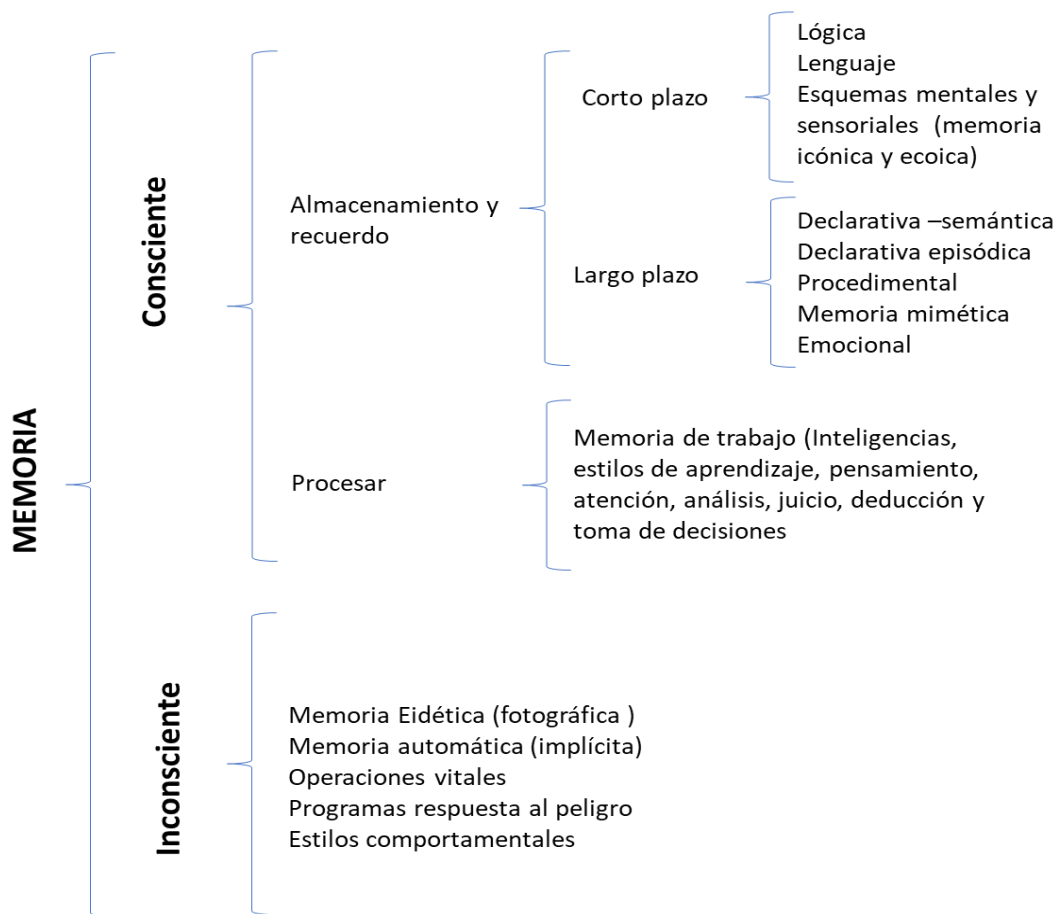 MEMORIA
Consciente
Almacenamiento y
recuerdo
Corto plazo
Lógica
Lenguaje
Esquemas mentales y
sensoriales (memoria
icónica y ecoica)
Largo plazo
Declarativa –semántica
Declarativa episódica
Procedimental
Memoria mimética
Emocional
Procesar
Memoria de trabajo (Inteligencias,
estilos de aprendizaje, pensamiento,
atención, análisis, juicio, deducción y
toma de decisiones
Inconsciente
Memoria Eidética (fotográfica )
Memoria automática (implícita)
Operaciones vitales
Programas respuesta al peligro
Estilos comportamentales